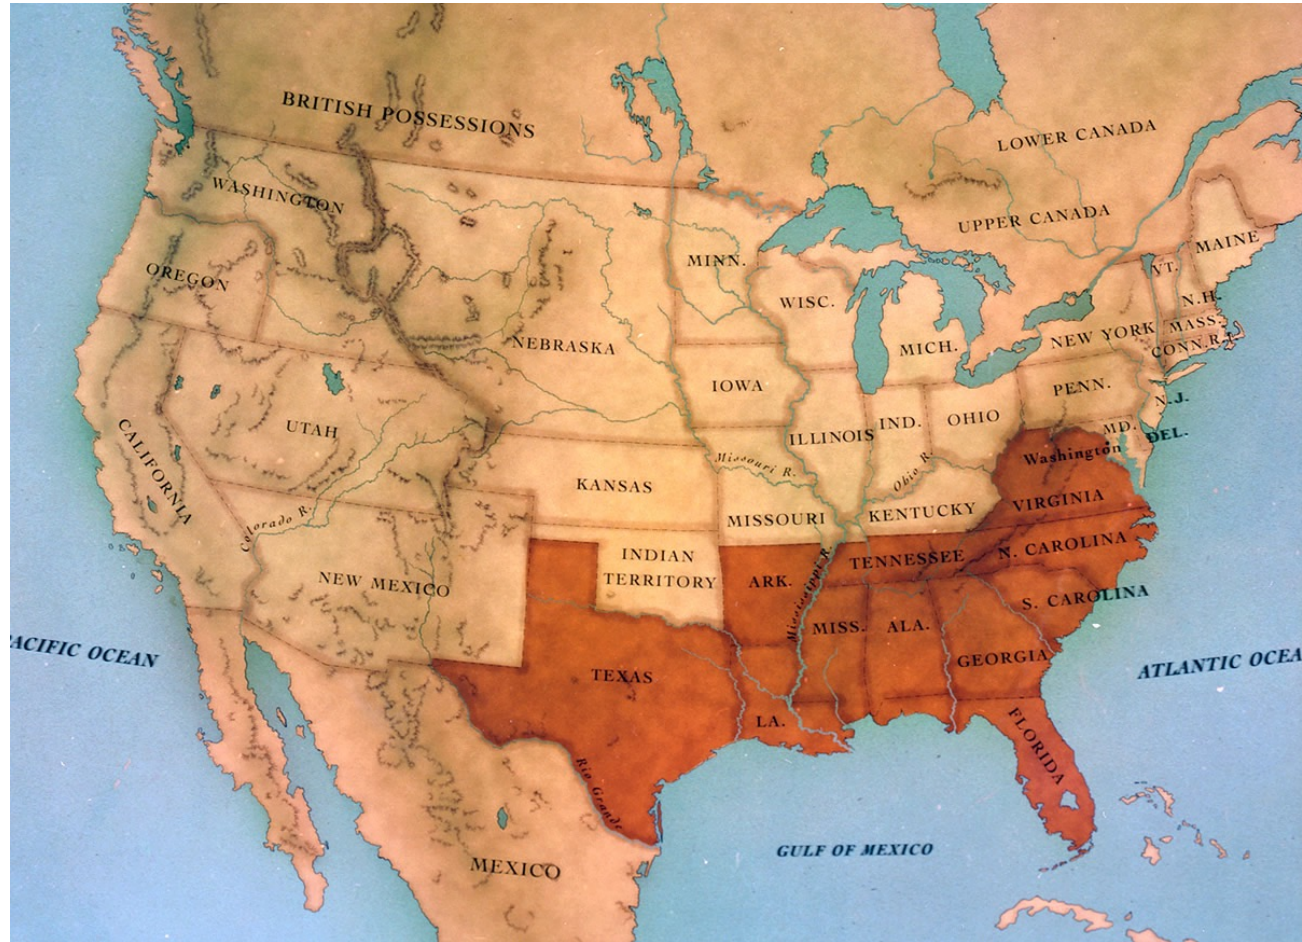 BRITISH POSSESSIONS
LOWER CANADA
UPPER CANADA
WASHINGTON
OREGON
MINN.
WISC.
MICH.
MAINE
VT.
N.H.
MASS.
CONN.
R.I.
NEW YORK
PENN.
N.J.
NEBRASKA
IOWA
ILLINOIS
IND.
OHIO
MD.
DEL.
UTAH
CALIFORNIA
Missouri R.
Ohio R.
Washington
VIRGINIA
KANSAS
MISSOURI
KENTUCKY
Colorado R.
NEW MEXICO
INDIAN
TERRITORY
ARK.
Mississippi R.
TENNESSEE
N. CAROLINA
S. CAROLINA
MISS.
ALA.
GEORGIA
PACIFIC OCEAN
ATLANTIC OCEA
TEXAS
LA.
FLORIDA
Rio Grande
GULF OF MEXICO
MEXICO